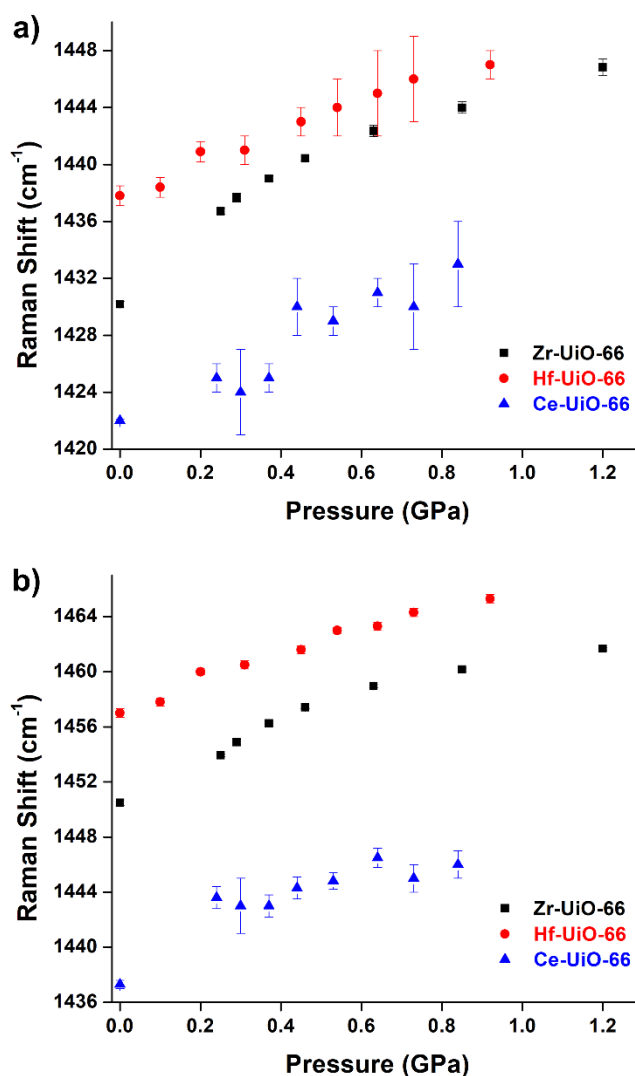 a)
1448
1444
1440
1436
1430
1428
1424
1420
Raman Shift (cm⁻¹)
Zr-UiO-66
Hf-UiO-66
Ce-UiO-66
0.0 0.2 0.4 0.6 0.8 1.0 1.2
Pressure (GPa)
b)
1464
1460
1456
1452
1448
1444
1440
1436
Raman Shift (cm⁻¹)
Zr-UiO-66
Hf-UiO-66
Ce-UiO-66
0.0 0.2 0.4 0.6 0.8 1.0 1.2
Pressure (GPa)